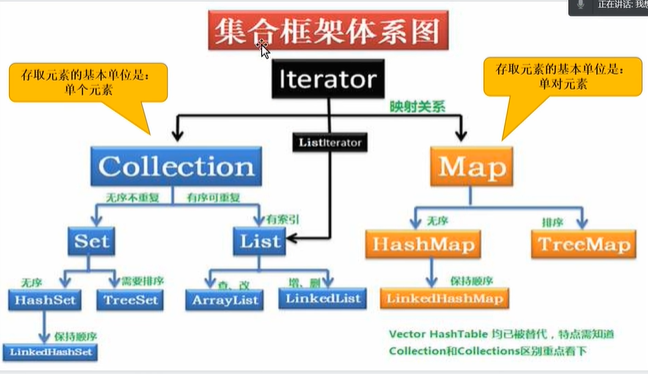 正在讲话: 我想
集合框架体系图
存取元素的基本单位是：
单个元素
存取元素的基本单位是：
单对元素
Iterator
映射关系
ListIterator
Collection
Map
无序不重复
有序可重复
有索引
无序
排序
Set
List
HashMap
TreeMap
无序
需要排序
查、改
增、删
保持顺序
HashSet
TreeSet
ArrayList
LinkedList
LinkedHashMap
保持顺序
LinkedHashSet
Vector HashTable 均已被替代，特点需知道
Collection和Collections区别重点看下